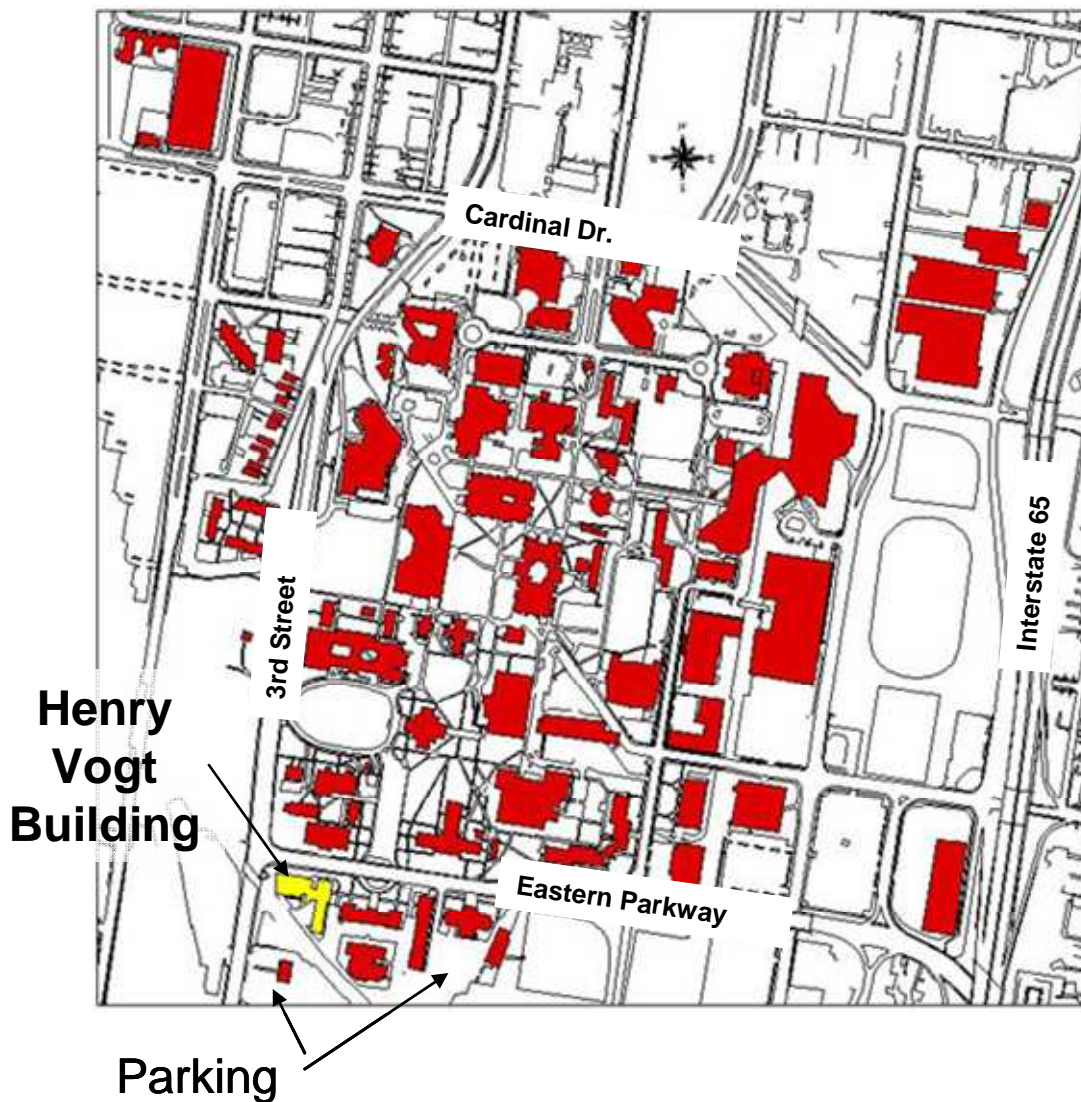 Cardinal Dr.
Interstate 65
3rd Street
Henry
Vogt
Building
Eastern Parkway
Parking